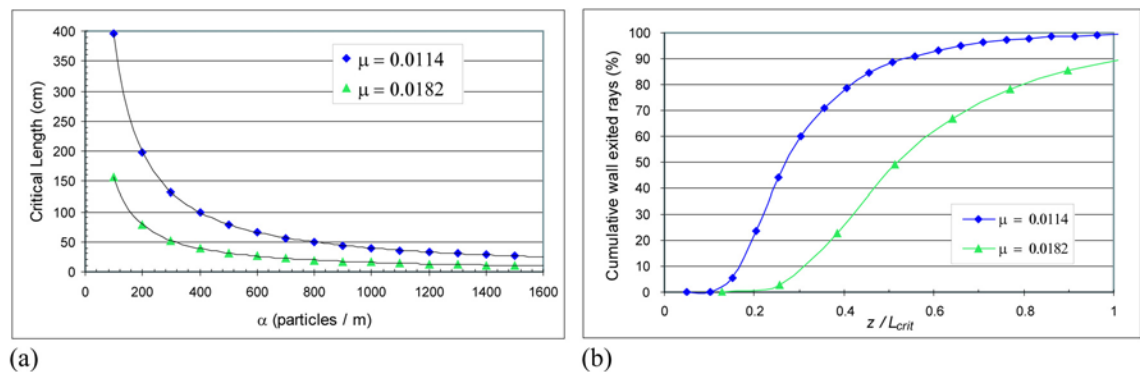 400
350
300
250
200
150
100
50
0
Critical Length (cm)
μ = 0.0114
μ = 0.0182
0 200 400 600 800 1000 1200 1400 1600
α (particles / m)
(a)
100
90
80
70
60
50
40
30
20
10
0
Cumulative wall exited rays (%)
μ = 0.0114
μ = 0.0182
0 0.2 0.4 0.6 0.8 1
z / Lcrit
(b)